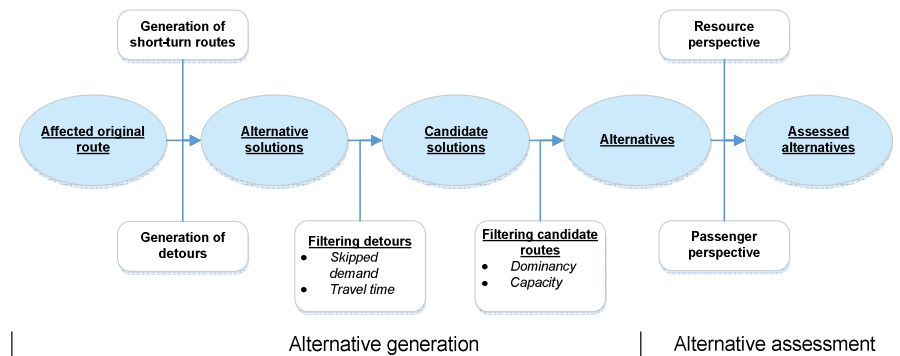 Generation of
short-turn routes
Resource
perspective
Affected original
route
Alternative
solutions
Candidate
solutions
Alternatives
Assessed
alternatives
Generation of
detours
Filtering detours
• Skipped
demand
• Travel time
Filtering candidate
routes
• Dominancy
• Capacity
Passenger
perspective
Alternative generation
Alternative assessment